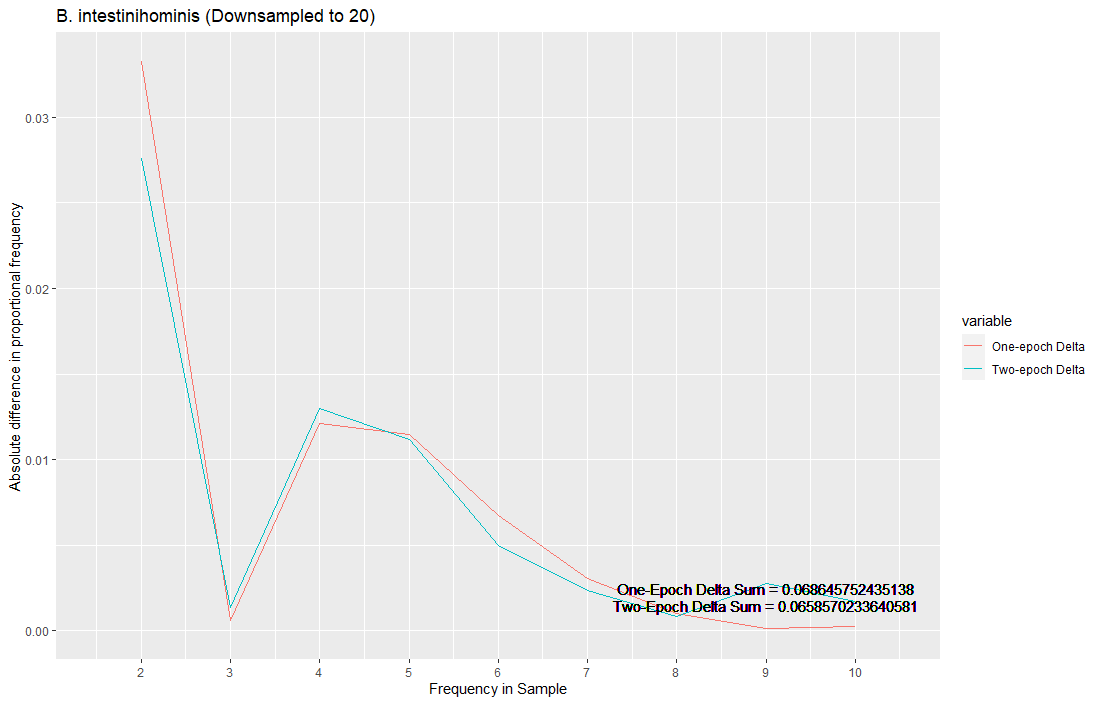 B. intestinihominis (Downsampled to 20)
Absolute difference in proportional frequency
0.03
0.02
0.01
0.00
One-Epoch Delta Sum = 0.068645752435138
Two-Epoch Delta Sum = 0.0658570233640581
2 3 4 5 6 7 8 9 10
Frequency in Sample
variable
One-epoch Delta
Two-epoch Delta